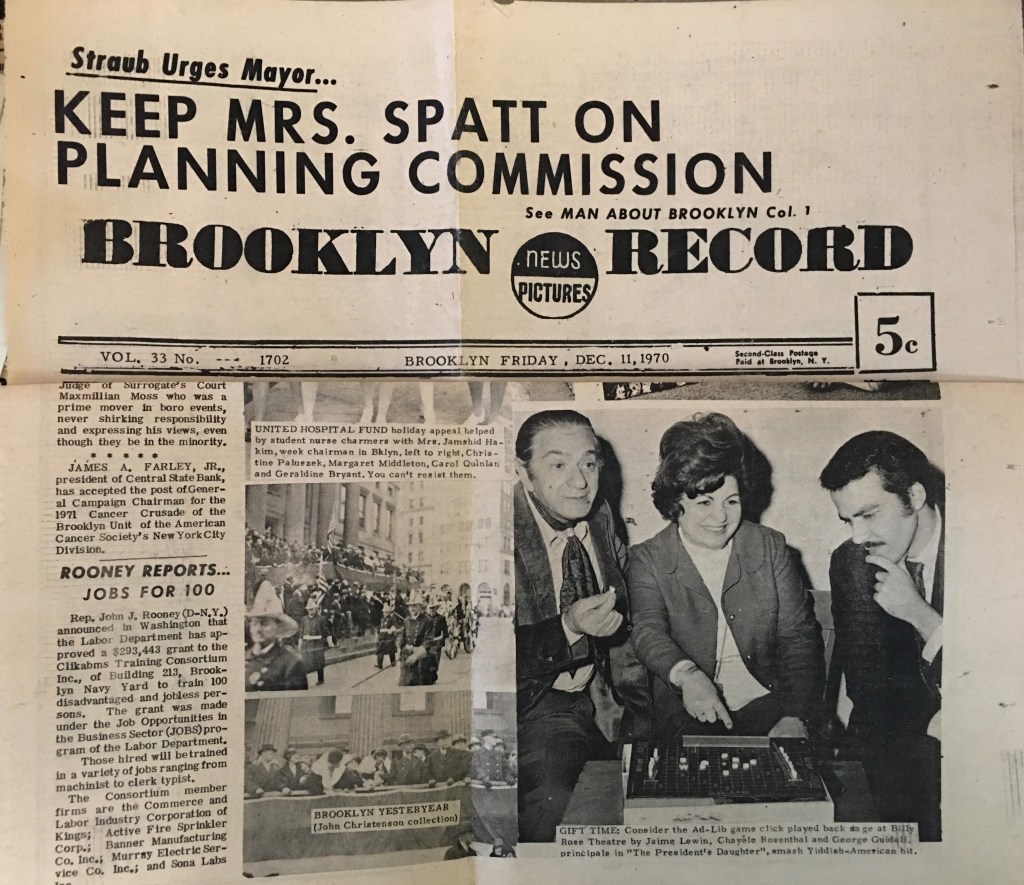 Straub Urges Mayor...
KEEP MRS. SPATT ON
PLANNING COMMISSION
See MAN ABOUT BROOKLYN Col. 1
BROOKLYN NEWS PICTURES RECORD
5c
VOL. 33 No. --- 1702 BROOKLYN FRIDAY, DEC. 11, 1970 Second-Class Postage Paid at Brooklyn, N. Y.
Judge of Surrogate's Court
Maxmillian Moss who was a
prime mover in boro events,
never shirking responsibility
and expressing his views, even
though they be in the minority.
* * * * *
JAMES A. FARLEY, JR.,
president of Central State Bank,
has accepted the post of Gener-
al Campaign Chairman for the
1971 Cancer Crusade of the
Brooklyn Unit of the American
Cancer Society's New York City
Division.
ROONEY REPORTS...
JOBS FOR 100
Rep. John J. Rooney (D-N.Y.)
announced in Washington that
the Labor Department has ap-
proved a $293,443 grant to the
Clikabms Training Consortium
Inc., of Building 213, Brook-
lyn Navy Yard to train 100
disadvantaged and jobless per-
sons. The grant was made
under the Job Opportunities in
the Business Sector (JOBS) pro-
gram of the Labor Department.
Those hired will be trained
in a variety of jobs ranging from
machinist to clerk typist.
The Consortium member
firms are the Commerce and
Labor Industry Corporation of
Kings; Active Fire Sprinkler
Corp.; Banner Manufacturing
Co. Inc.; Murray Electric Ser-
vice Co. Inc.; and Sona Labs
UNITED HOSPITAL FUND holiday appeal helped
by student nurse charmers with Mrs. Jamshid Ha-
kim, week chairman in Bklyn, left to right, Chris-
tine Paluszek, Margaret Middleton, Carol Quinlan
and Geraldine Bryant. You can't resist them.
BROOKLYN YESTERYEAR
(John Christenson collection)
GIFT TIME: Consider the Ad-Lib game click played back stage at Billy
Rose Theatre by Jaime Lewin, Chayele Rosenthal and George Guidall,
principals in "The President's Daughter", smash Yiddish-American hit.